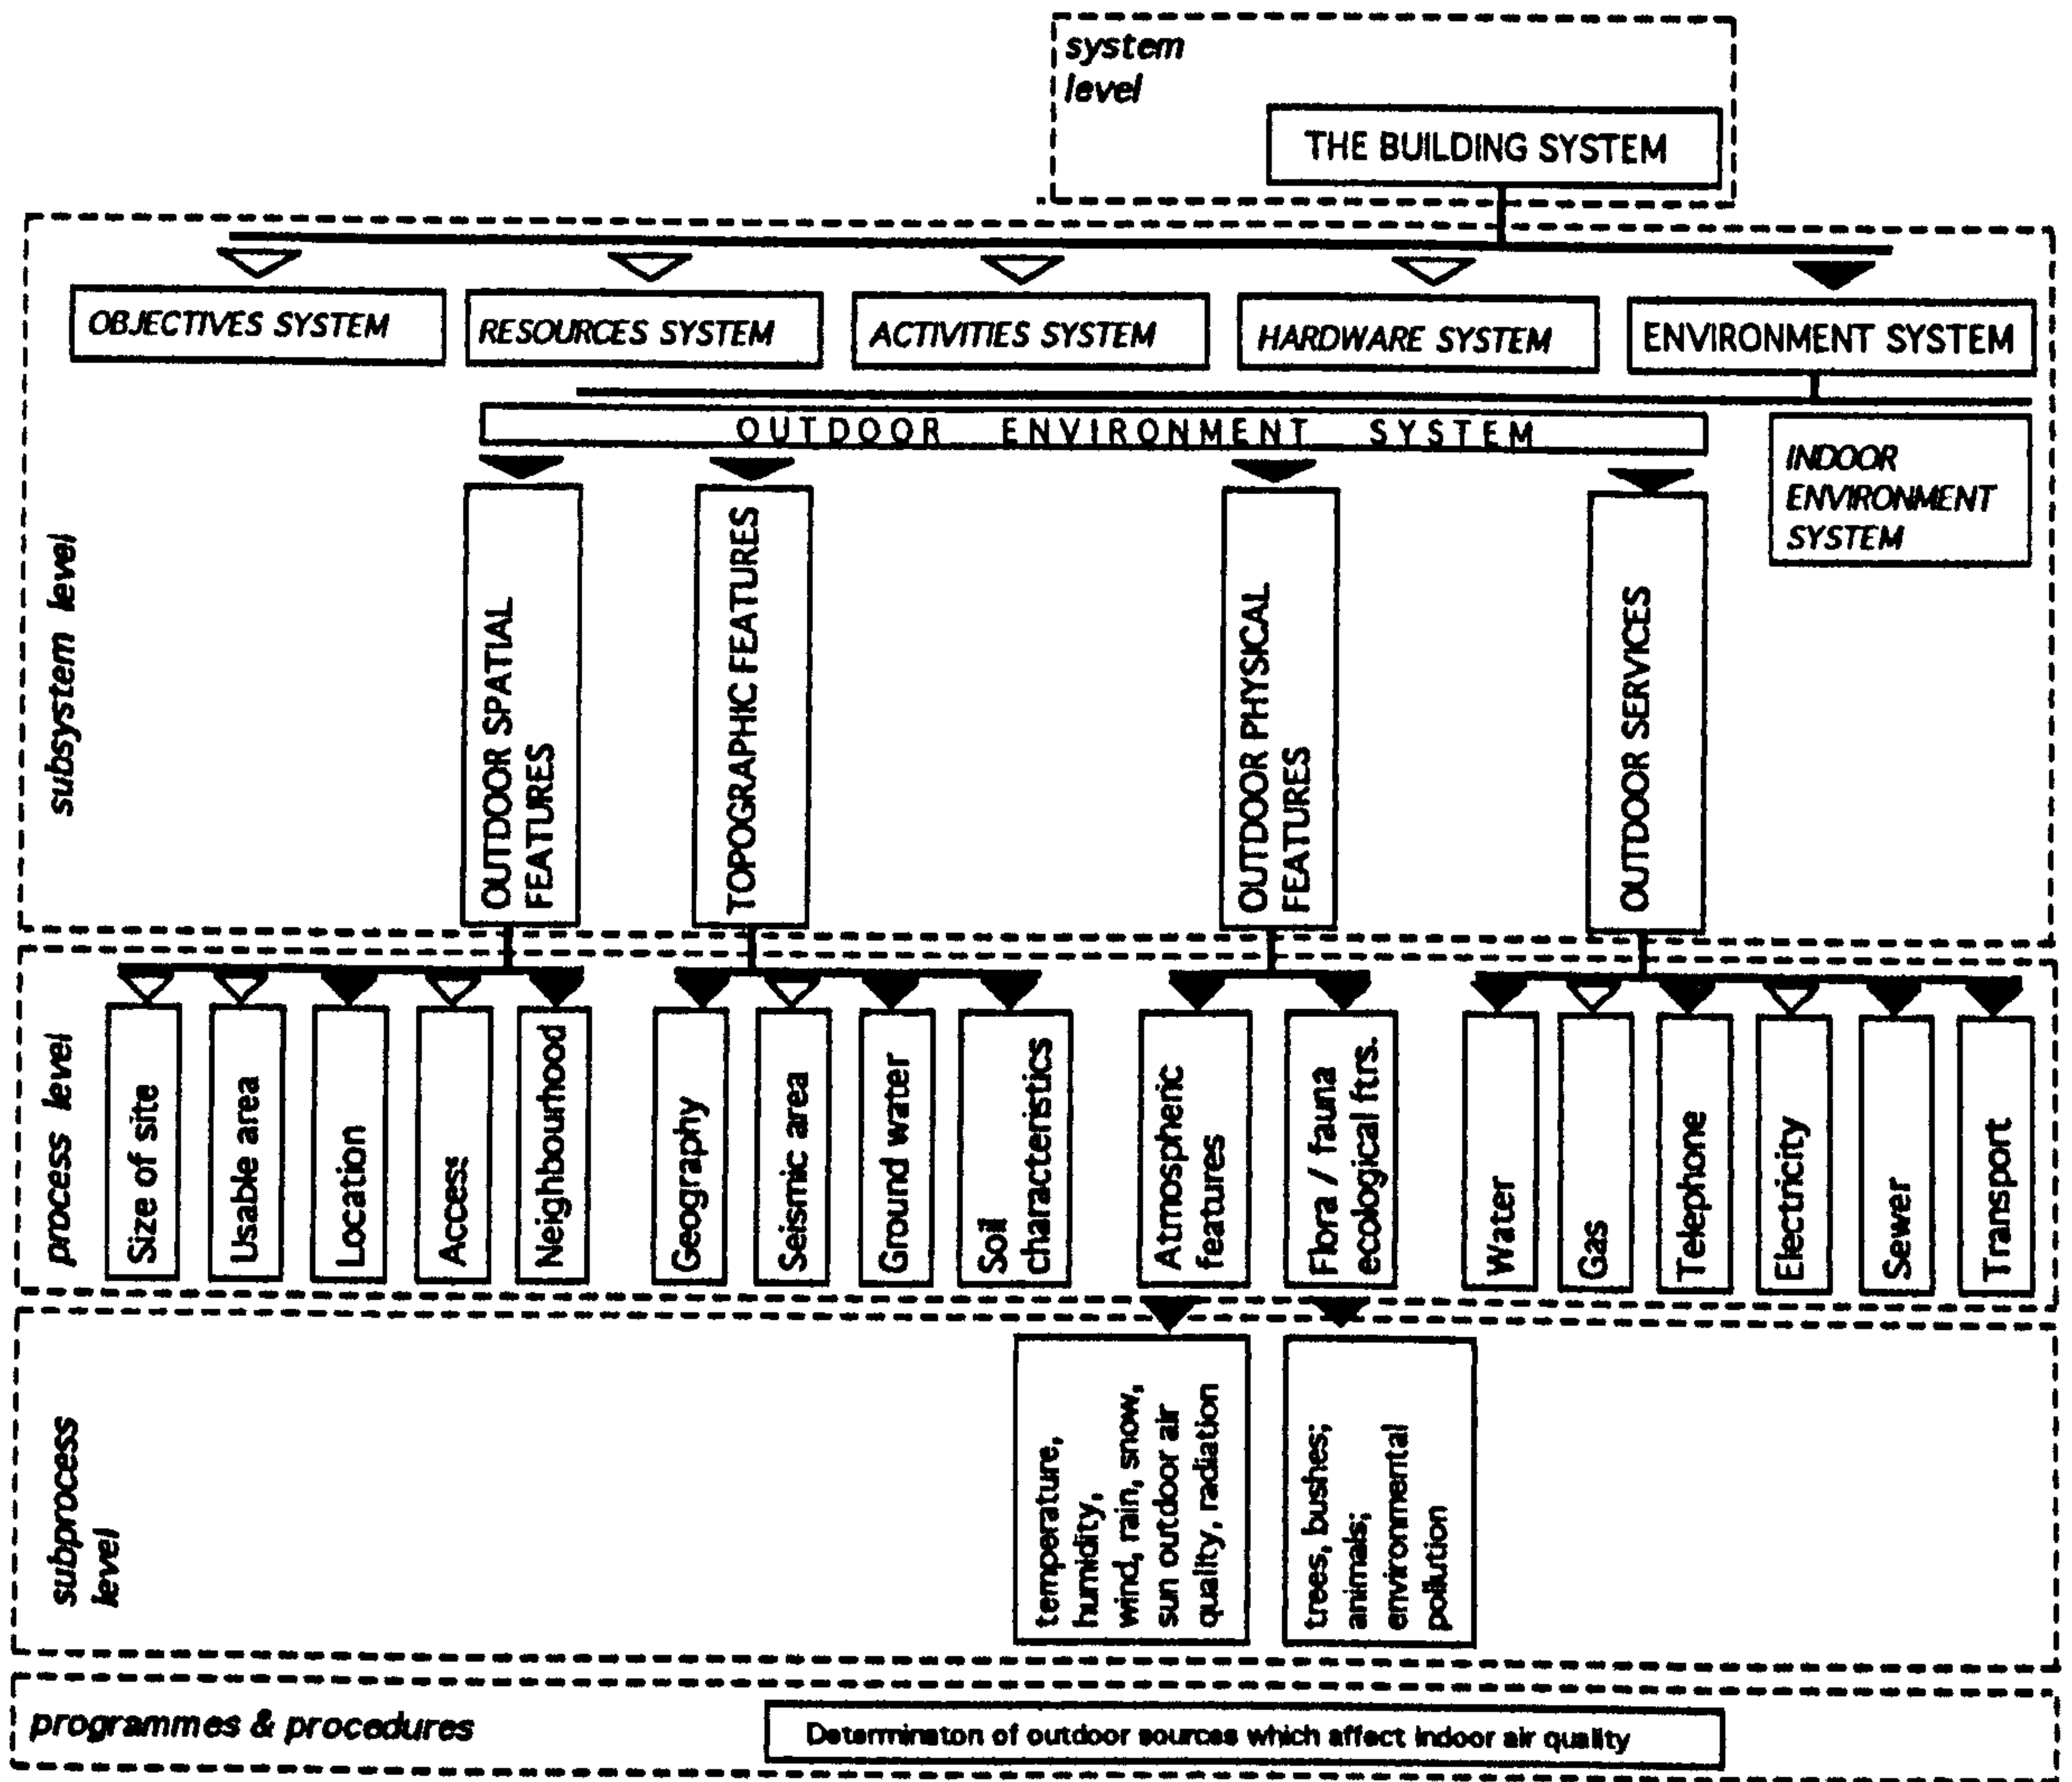 system
level
THE BUILDING SYSTEM
OBJECTIVES SYSTEM
RESOURCES SYSTEM
ACTIVITIES SYSTEM
HARDWARE SYSTEM
ENVIRONMENT SYSTEM
OUTDOOR ENVIRONMENT SYSTEM
INDOOR
ENVIRONMENT
SYSTEM
subsystem level
OUTDOOR SPATIAL
FEATURES
TOPOGRAPHIC FEATURES
OUTDOOR PHYSICAL
FEATURES
OUTDOOR SERVICES
process level
Size of site
Usable area
Location
Access
Neighbourhood
Geography
Seismic area
Ground water
Soil
characteristics
Atmospheric
features
Flora / fauna
ecological ftrs.
Water
Gas
Telephone
Electricity
Sewer
Transport
subprocess
level
temperature,
humidity,
wind, rain, snow,
sun outdoor air
quality, radiation
trees, bushes;
animals;
environmental
pollution
programmes & procedures
Determinaton of outdoor sources which affect indoor air quality